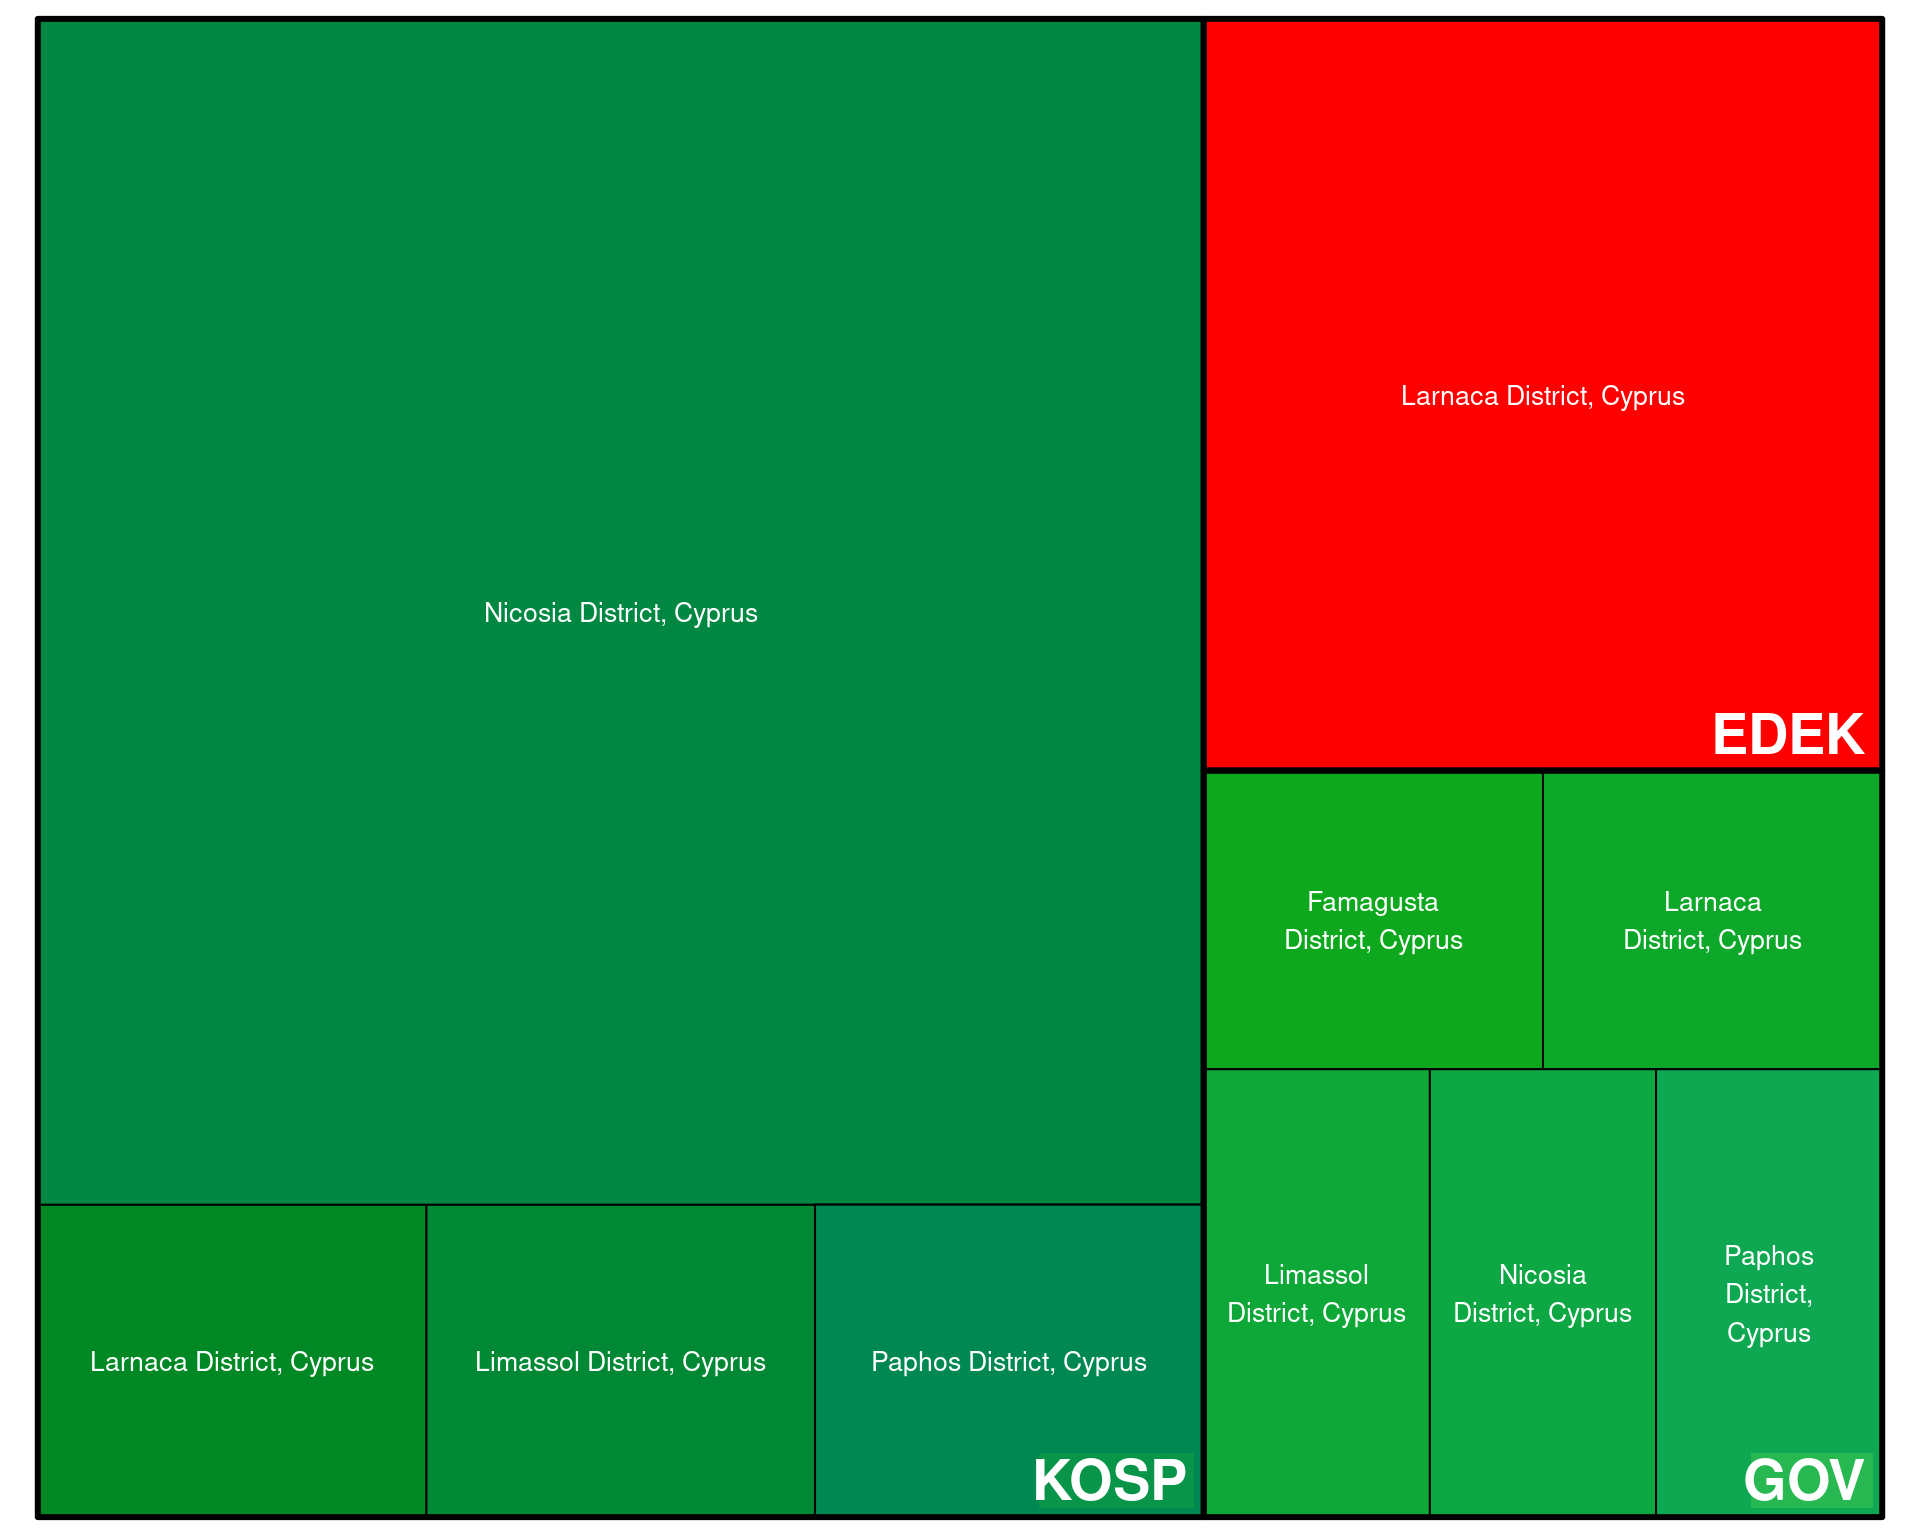 Nicosia District, Cyprus
Larnaca District, Cyprus
Limassol District, Cyprus
Paphos District, Cyprus
KOSP
Larnaca District, Cyprus
EDEK
Famagusta
District, Cyprus
Larnaca
District, Cyprus
Limassol
District, Cyprus
Nicosia
District, Cyprus
Paphos
District,
Cyprus
GOV